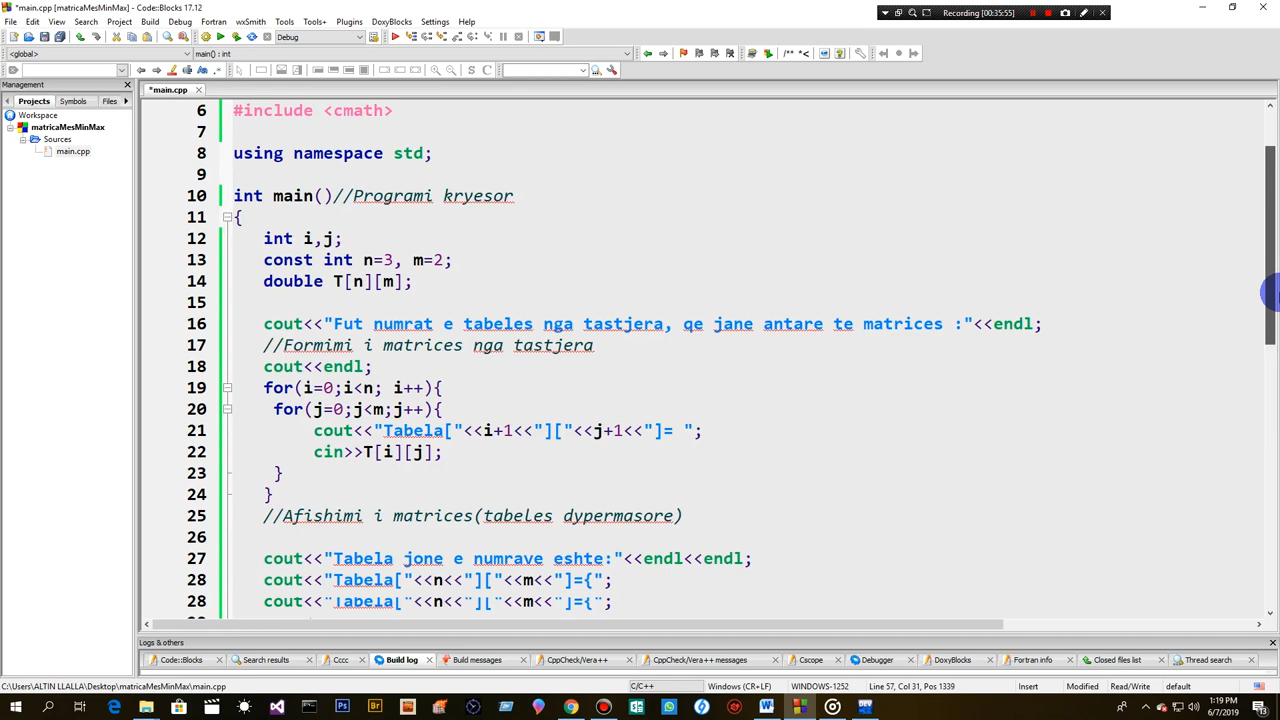 *main.cpp [matricaMesMinMax] - Code::Blocks 17.12
Recording [00:35:55]
File Edit View Search Project Build Debug Fortran wxSmith Tools Tools+ Plugins DoxyBlocks Settings Help
Debug
<global> main() : int
/** *<
S C
Management
*main.cpp
Projects Symbols Files
Workspace
matricaMesMinMax
Sources
main.cpp
6 #include <cmath>
7
8 using namespace std;
9
10 int main()//Programi kryesor
11 {
12 int i,j;
13 const int n=3, m=2;
14 double T[n][m];
15
16 cout<<"Fut numrat e tabeles nga tastjera, qe jane antare te matrices :"<<endl;
17 //Formimi i matrices nga tastjera
18 cout<<endl;
19 for(i=0;i<n; i++){
20 for(j=0;j<m;j++){
21 cout<<"Tabela["<<i+1<<"]["<<j+1<<"]= ";
22 cin>>T[i][j];
23 }
24 }
25 //Afishimi i matrices(tabeles dypermasore)
26
27 cout<<"Tabela jone e numrave eshte:"<<endl<<endl;
28 cout<<"Tabela["<<n<<"]["<<m<<"]={";
28 cout<<"Tabela["<<n<<"]["<<m<<"]={";
Logs & others
Code::Blocks Search results Cccc Build log Build messages CppCheck/Vera++ CppCheck/Vera++ messages Cscope Debugger DoxyBlocks Fortran info Closed files list Thread search
C:\Users\ALTIN LLALLA\Desktop\matricaMesMinMax\main.cpp C/C++ Windows (CR+LF) WINDOWS-1252 Line 57, Col 31, Pos 1339 Insert Modified Read/Write default
1:19 PM
6/7/2019